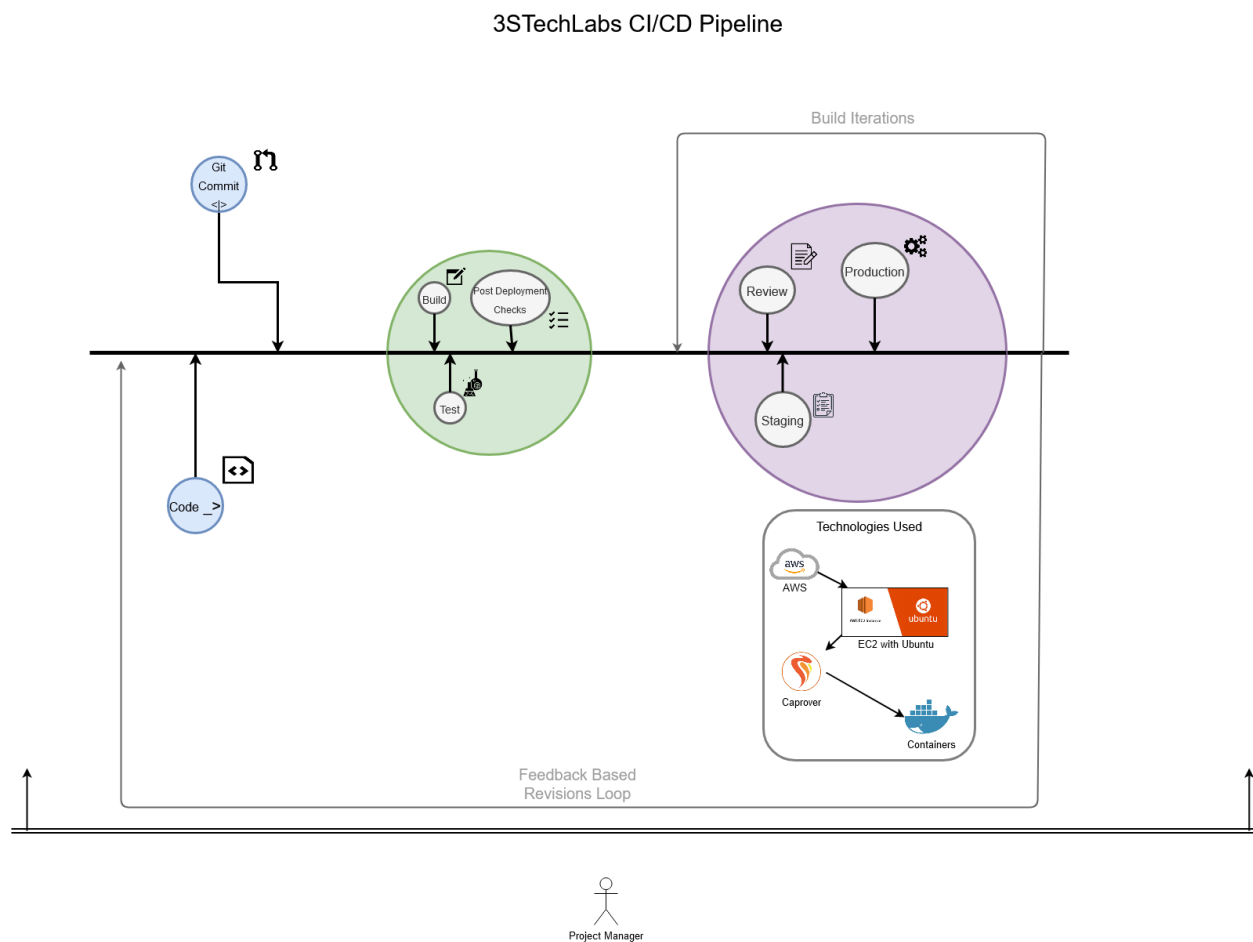 3STechLabs CI/CD Pipeline
Build Iterations
Git
Commit
<|>
Build
Post Deployment
Checks
Review
Production
Test
Staging
Code _>
Technologies Used
aws
AWS
ubuntu
EC2 with Ubuntu
Caprover
Containers
Feedback Based
Revisions Loop
Project Manager